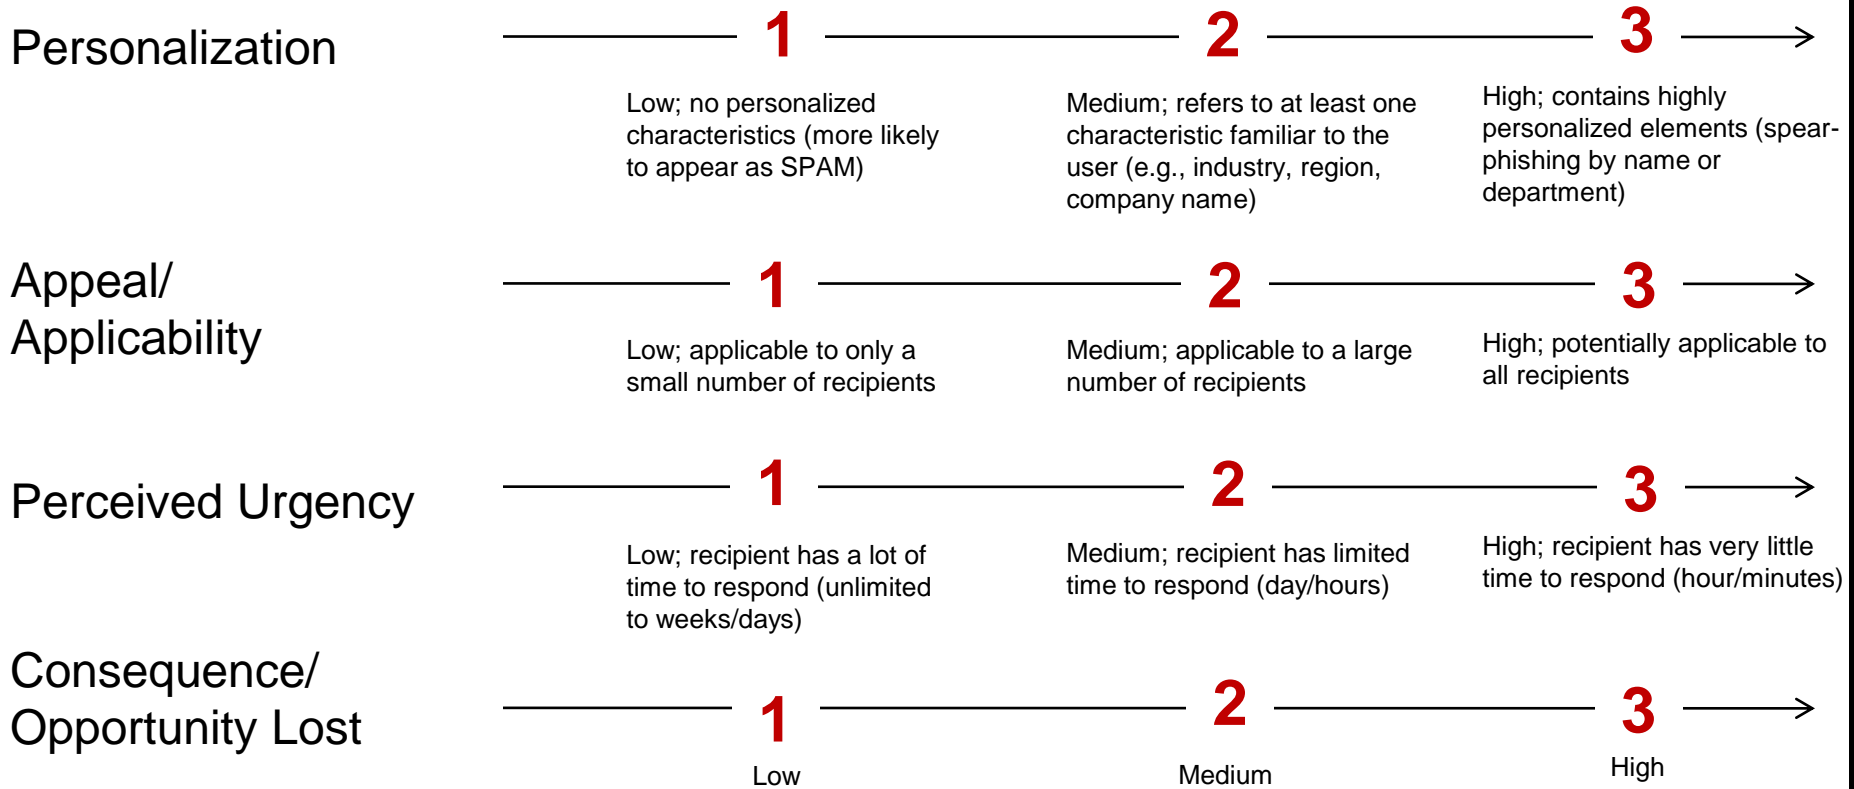 Personalization
1
2
3
Low; no personalized
characteristics (more likely
to appear as SPAM)
Medium; refers to at least one
characteristic familiar to the
user (e.g., industry, region,
company name)
High; contains highly
personalized elements (spear-
phishing by name or
department)
Appeal/
Applicability
1
2
3
Low; applicable to only a
small number of recipients
Medium; applicable to a large
number of recipients
High; potentially applicable to
all recipients
Perceived Urgency
1
2
3
Low; recipient has a lot of
time to respond (unlimited
to weeks/days)
Medium; recipient has limited
time to respond (day/hours)
High; recipient has very little
time to respond (hour/minutes)
Consequence/
Opportunity Lost
1
2
3
Low
Medium
High